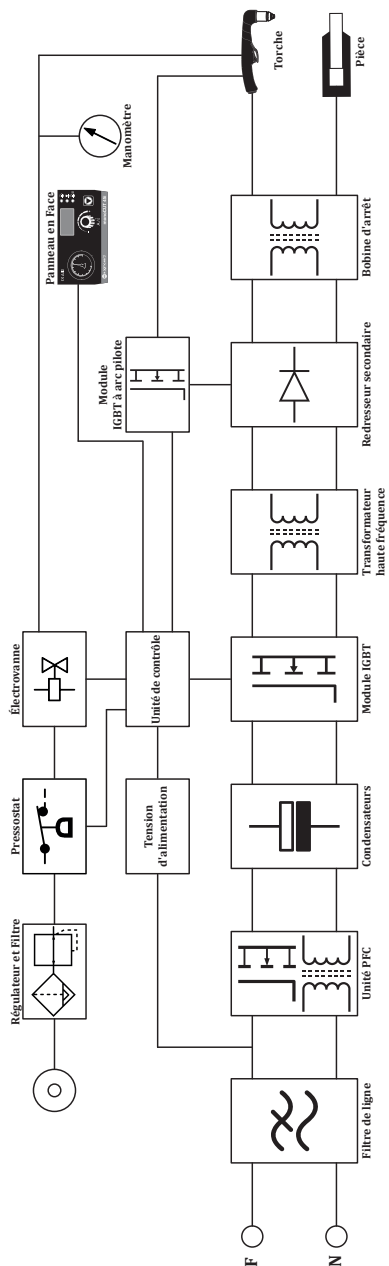 Régulateur et Filtre
Pressostat
Électrovanne
Panneau en Face
Manomètre
Tension
d'alimentation
Unité de contrôle
Module
IGBT à arc pilote
Torche
Pièce
F
N
Filtre de ligne
Unité PFC
Condensateurs
Module IGBT
Transformateur
haute fréquence
Redresseur secondaire
Bobine d'arrêt